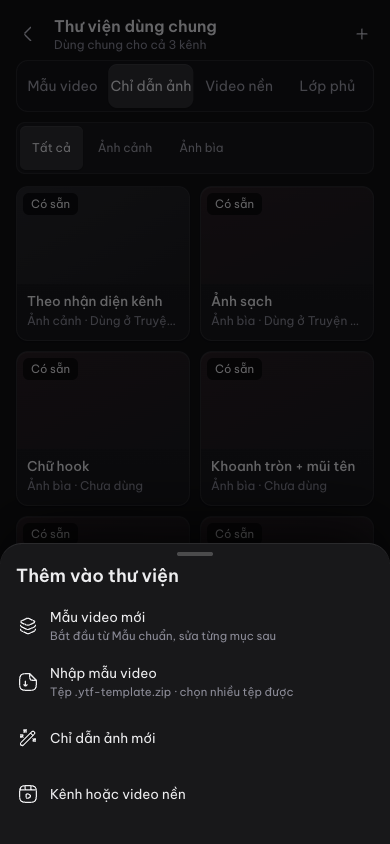 Thư viện dùng chung
Dùng chung cho cả 3 kênh
Mẫu video
Chỉ dẫn ảnh
Video nền
Lớp phủ
Tất cả
Ảnh cảnh
Ảnh bìa
Có sẵn
Có sẵn
Theo nhận diện kênh
Ảnh cảnh · Dùng ở Truyệ...
Ảnh sạch
Ảnh bìa · Dùng ở Truyện ...
Có sẵn
Có sẵn
Chữ hook
Ảnh bìa · Chưa dùng
Khoanh tròn + mũi tên
Ảnh bìa · Chưa dùng
Có sẵn
Có sẵn
Thêm vào thư viện
Mẫu video mới
Bắt đầu từ Mẫu chuẩn, sửa từng mục sau
Nhập mẫu video
Tệp .ytf-template.zip · chọn nhiều tệp được
Chỉ dẫn ảnh mới
Kênh hoặc video nền